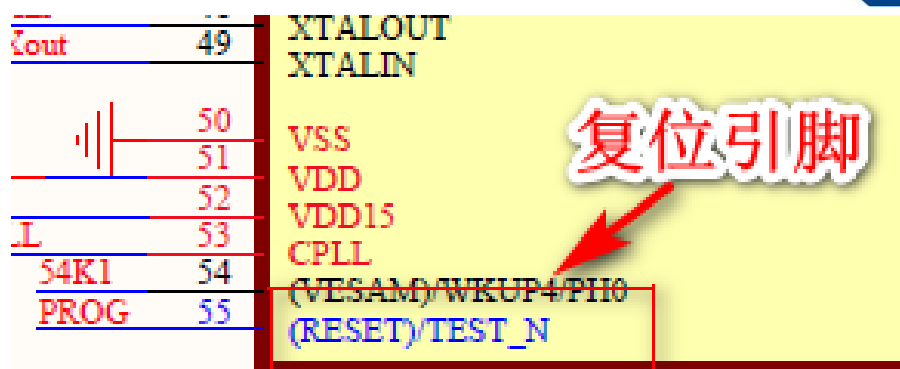 XTALOUT
Xout 49
XTALIN
复位引脚
50
VSS
51
VDD
52
VDD15
53
CPLL
54K1 54
(VESAM)/WKUP4/PH0
PROG 55
(RESET)/TEST_N